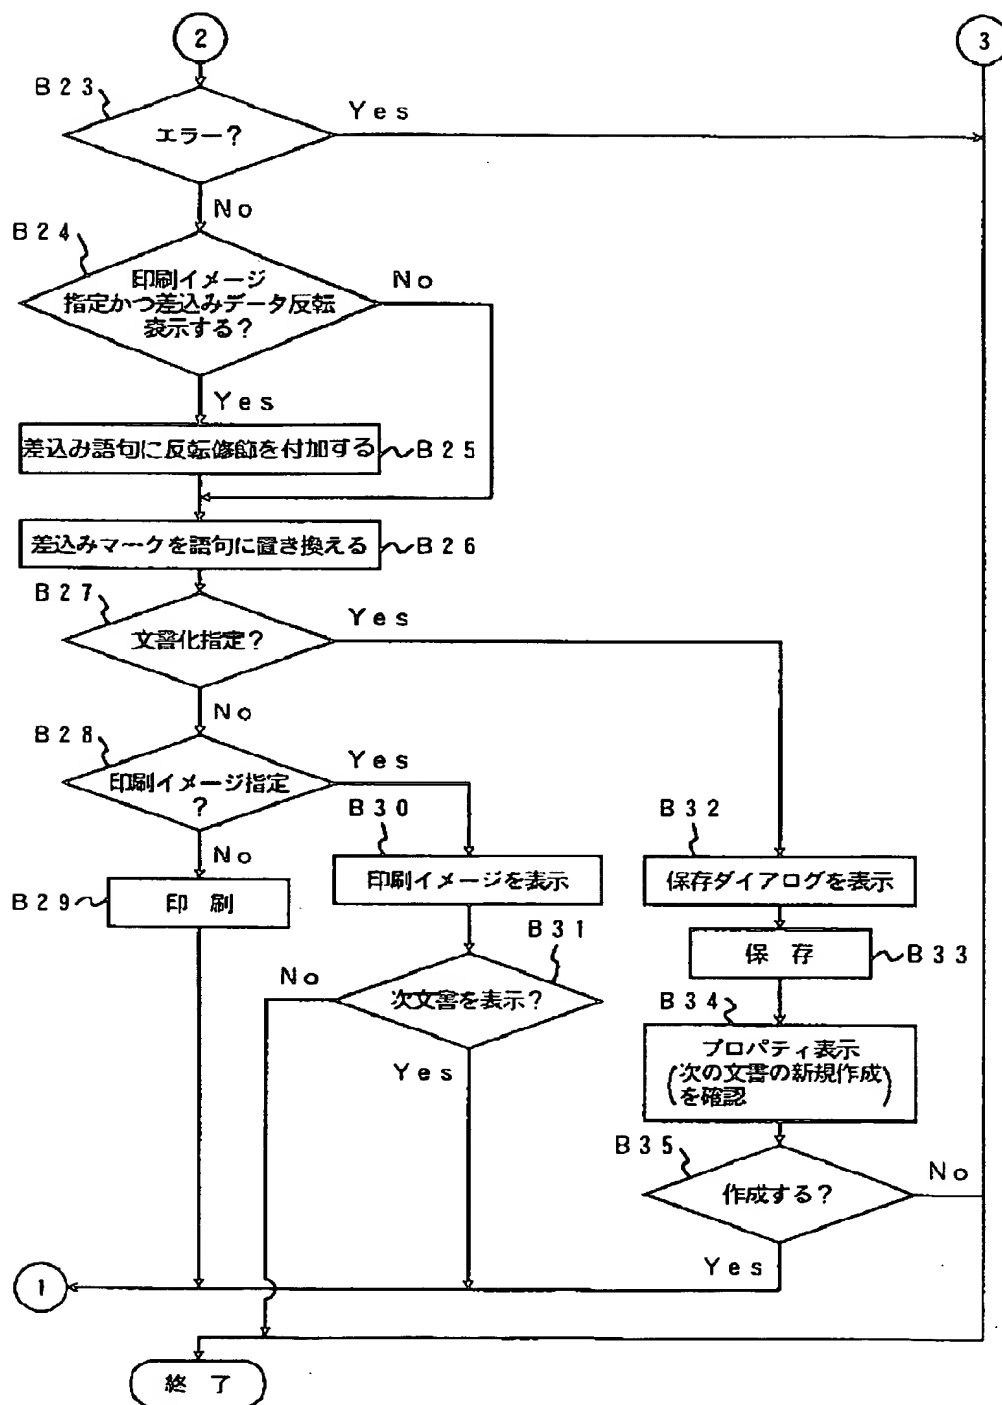 2
3
B23
エラー？
Yes
No
B24
印刷イメージ
指定かつ差込みデータ反転
表示する？
No
Yes
差込み語句に反転修飾を付加する
B25
差込みマークを語句に置き換える
B26
B27
文書化指定？
Yes
No
B28
印刷イメージ指定
？
Yes
No
B29
印　刷
B30
印刷イメージを表示
B31
次文書を表示？
No
Yes
B32
保存ダイアログを表示
保　存
B33
B34
プロパティ表示
(次の文書の新規作成
を確認)
B35
作成する？
No
Yes
1
終　了